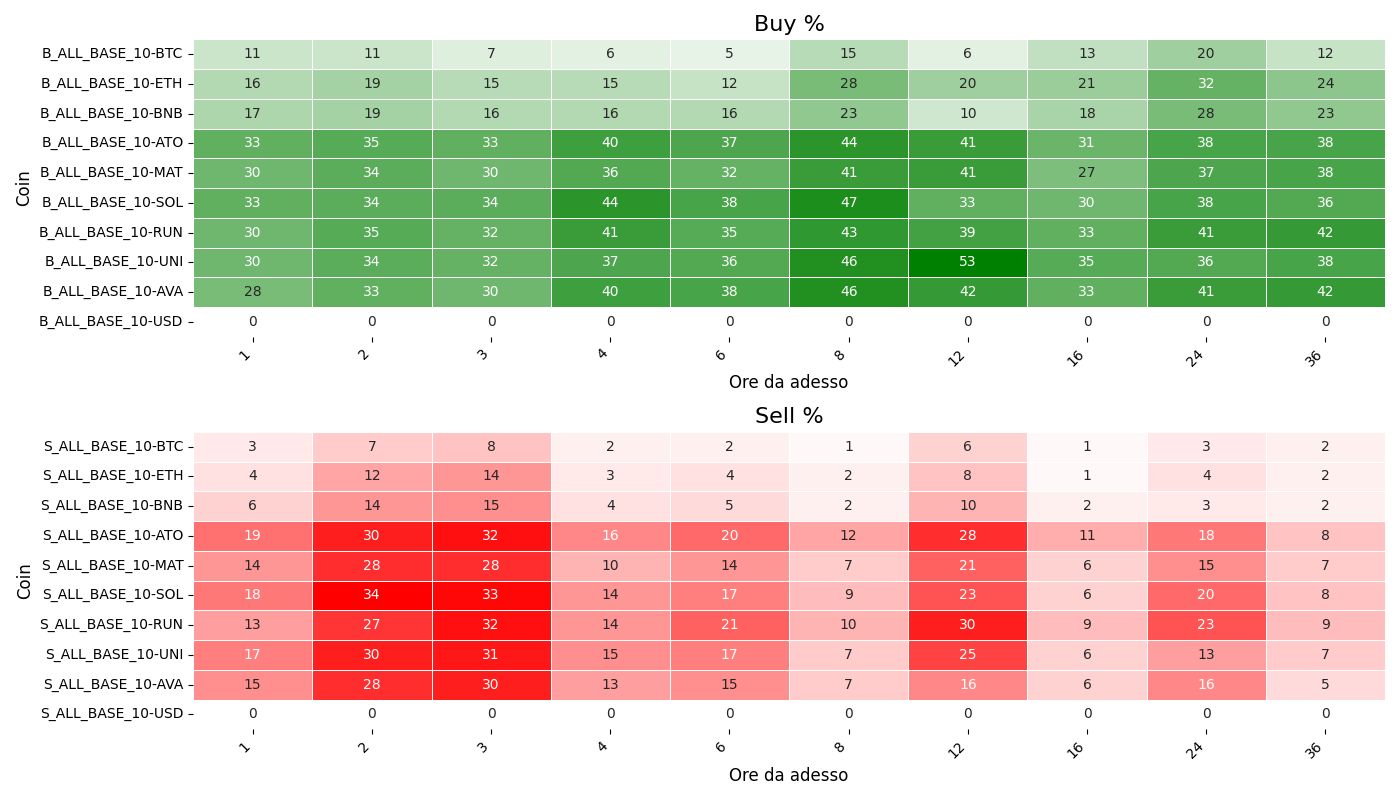 Buy %
Coin
B_ALL_BASE_10-BTC 11 11 7 6 5 15 6 13 20 12
B_ALL_BASE_10-ETH 16 19 15 15 12 28 20 21 32 24
B_ALL_BASE_10-BNB 17 19 16 16 16 23 10 18 28 23
B_ALL_BASE_10-ATO 33 35 33 40 37 44 41 31 38 38
B_ALL_BASE_10-MAT 30 34 30 36 32 41 41 27 37 38
B_ALL_BASE_10-SOL 33 34 34 44 38 47 33 30 38 36
B_ALL_BASE_10-RUN 30 35 32 41 35 43 39 33 41 42
B_ALL_BASE_10-UNI 30 34 32 37 36 46 53 35 36 38
B_ALL_BASE_10-AVA 28 33 30 40 38 46 42 33 41 42
B_ALL_BASE_10-USD 0 0 0 0 0 0 0 0 0 0
1 2 3 4 6 8 12 16 24 36
Ore da adesso
Sell %
Coin
S_ALL_BASE_10-BTC 3 7 8 2 2 1 6 1 3 2
S_ALL_BASE_10-ETH 4 12 14 3 4 2 8 1 4 2
S_ALL_BASE_10-BNB 6 14 15 4 5 2 10 2 3 2
S_ALL_BASE_10-ATO 19 30 32 16 20 12 28 11 18 8
S_ALL_BASE_10-MAT 14 28 28 10 14 7 21 6 15 7
S_ALL_BASE_10-SOL 18 34 33 14 17 9 23 6 20 8
S_ALL_BASE_10-RUN 13 27 32 14 21 10 30 9 23 9
S_ALL_BASE_10-UNI 17 30 31 15 17 7 25 6 13 7
S_ALL_BASE_10-AVA 15 28 30 13 15 7 16 6 16 5
S_ALL_BASE_10-USD 0 0 0 0 0 0 0 0 0 0
1 2 3 4 6 8 12 16 24 36
Ore da adesso